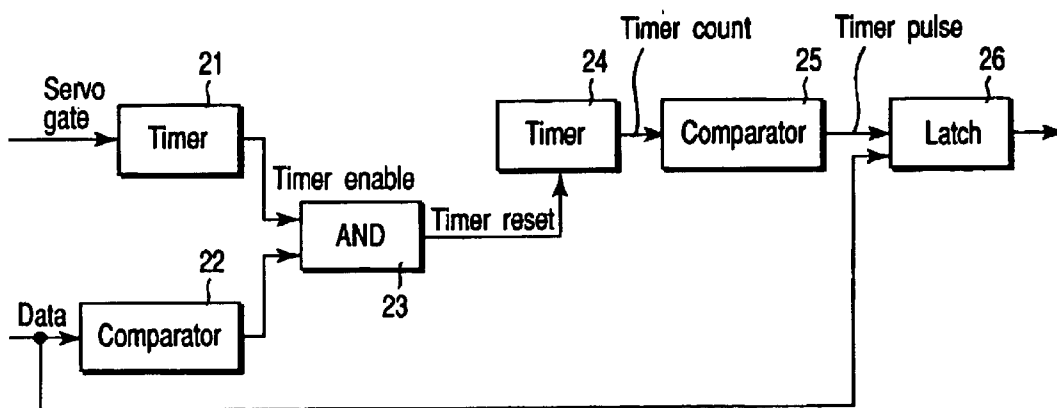 Timer count
Timer pulse
21
24
25
26
Servo
gate
Timer
Timer
Comparator
Latch
Timer enable
AND
Timer reset
22
23
Data
Comparator